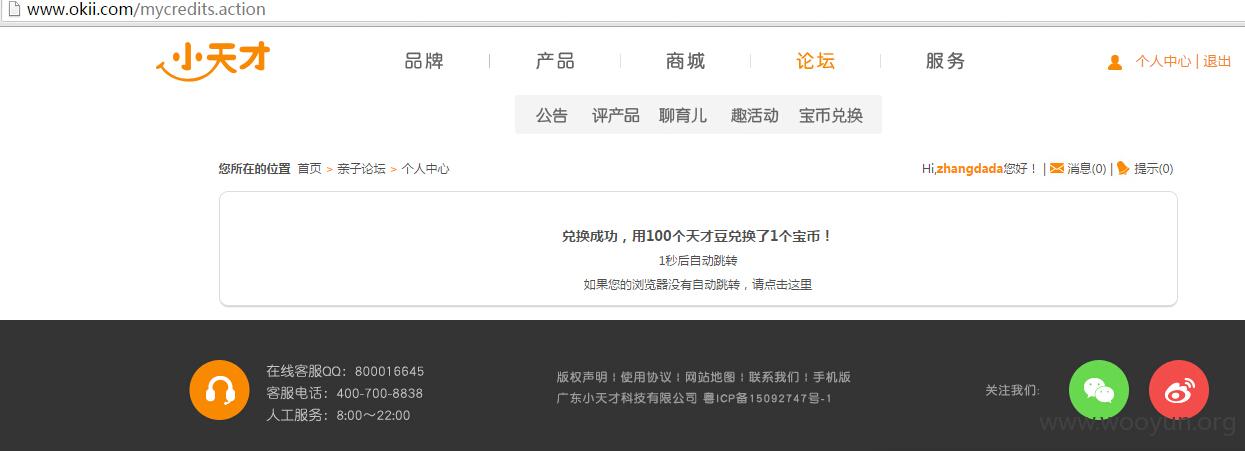 www.okii.com/mycredits.action
小天才
品牌 | 产品 | 商城 | 论坛 | 服务
个人中心 | 退出
公告 评产品 聊育儿 趣活动 宝币兑换
您所在的位置 首页 > 亲子论坛 > 个人中心
Hi,zhangdada您好！ | 消息(0) | 提示(0)
兑换成功，用100个天才豆兑换了1个宝币！
1秒后自动跳转
如果您的浏览器没有自动跳转，请点击这里
在线客服QQ：800016645
客服电话：400-700-8838
人工服务：8:00～22:00
版权声明 ¦ 使用协议 ¦ 网站地图 ¦ 联系我们 ¦ 手机版
广东小天才科技有限公司 粤ICP备15092747号-1
关注我们:
www.wooyun.org